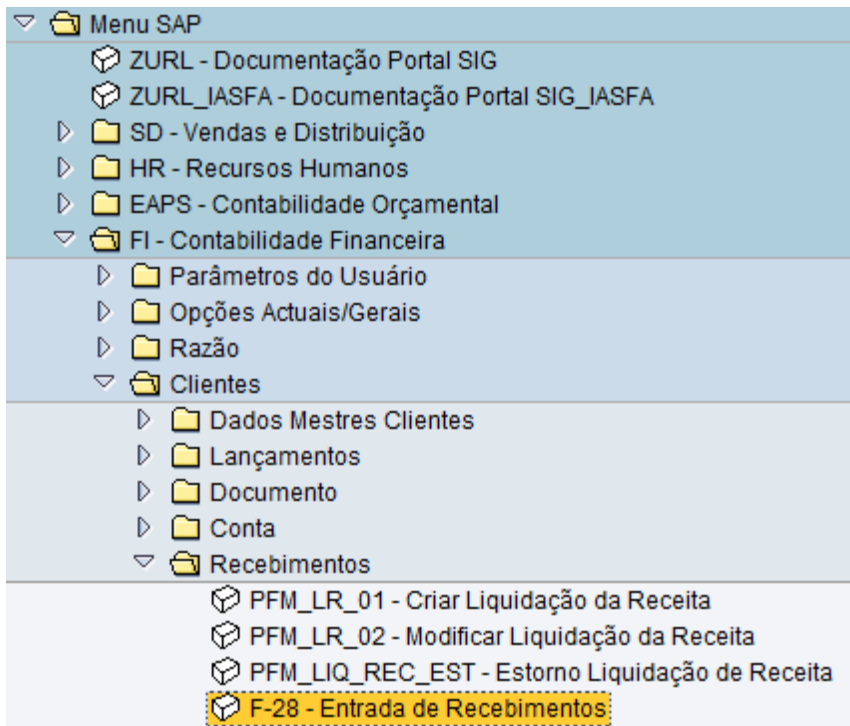 Menu SAP
ZURL - Documentação Portal SIG
ZURL_IASFA - Documentação Portal SIG_IASFA
SD - Vendas e Distribuição
HR - Recursos Humanos
EAPS - Contabilidade Orçamental
FI - Contabilidade Financeira
Parâmetros do Usuário
Opções Actuais/Gerais
Razão
Clientes
Dados Mestres Clientes
Lançamentos
Documento
Conta
Recebimentos
PFM_LR_01 - Criar Liquidação da Receita
PFM_LR_02 - Modificar Liquidação da Receita
PFM_LIQ_REC_EST - Estorno Liquidação de Receita
F-28 - Entrada de Recebimentos